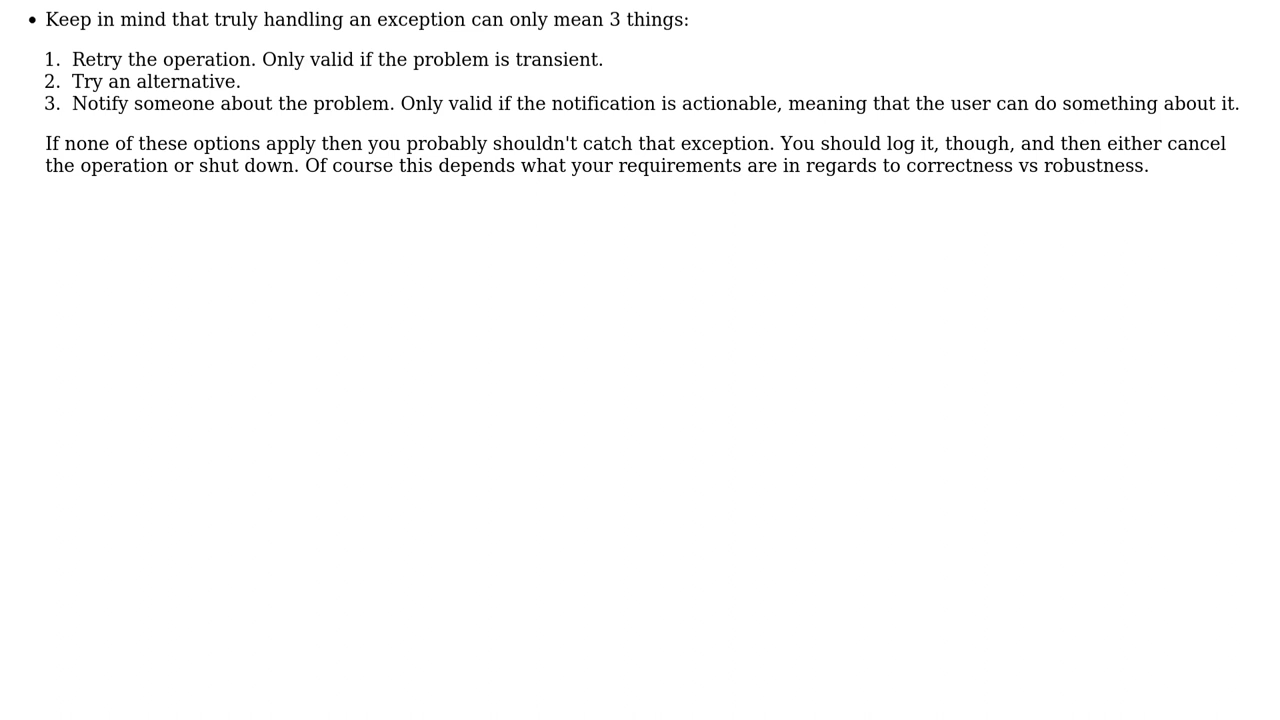 • Keep in mind that truly handling an exception can only mean 3 things:
1. Retry the operation. Only valid if the problem is transient.
2. Try an alternative.
3. Notify someone about the problem. Only valid if the notification is actionable, meaning that the user can do something about it.
If none of these options apply then you probably shouldn't catch that exception. You should log it, though, and then either cancel
the operation or shut down. Of course this depends what your requirements are in regards to correctness vs robustness.